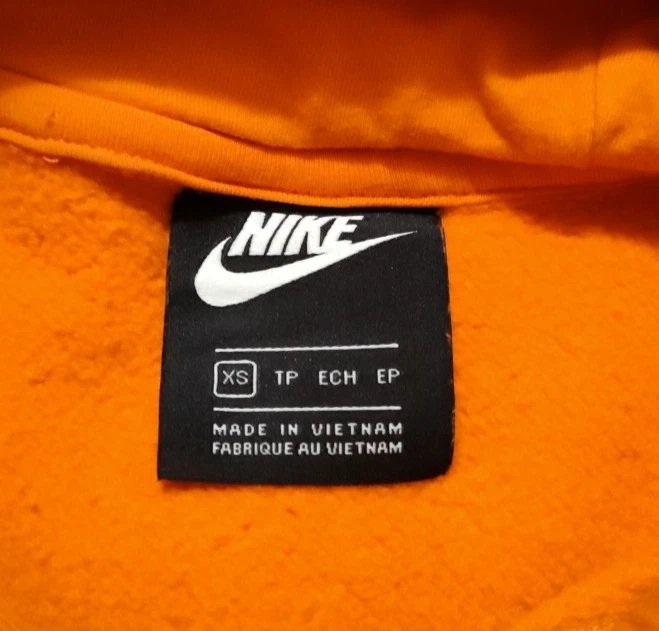 NIKE
XS TP ECH EP
MADE IN VIETNAM
FABRIQUE AU VIETNAM